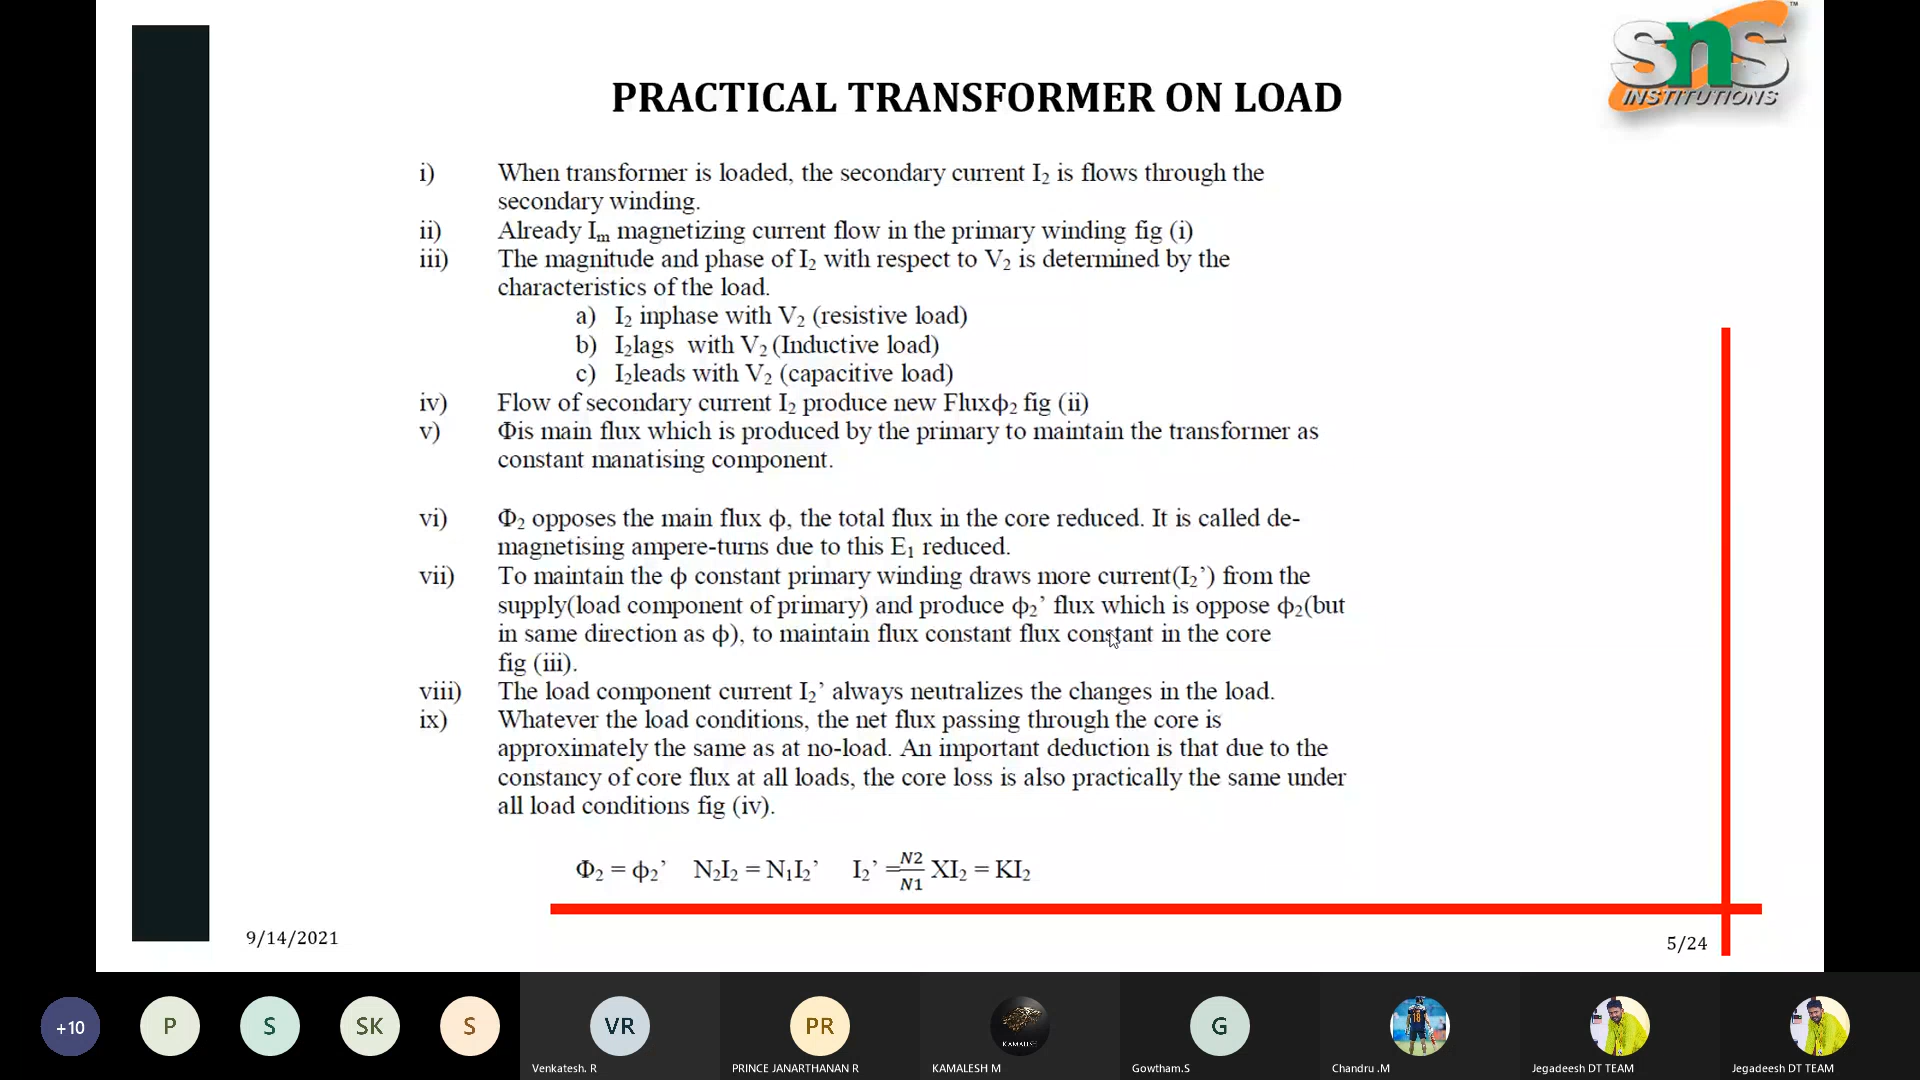 SnS
INSTITUTIONS
™
PRACTICAL TRANSFORMER ON LOAD
i) When transformer is loaded, the secondary current I₂ is flows through the
secondary winding.
ii) Already Iₘ magnetizing current flow in the primary winding fig (i)
iii) The magnitude and phase of I₂ with respect to V₂ is determined by the
characteristics of the load.
a) I₂ inphase with V₂ (resistive load)
b) I₂lags with V₂ (Inductive load)
c) I₂leads with V₂ (capacitive load)
iv) Flow of secondary current I₂ produce new Fluxϕ₂ fig (ii)
v) Φis main flux which is produced by the primary to maintain the transformer as
constant manatising component.
vi) Φ₂ opposes the main flux ϕ, the total flux in the core reduced. It is called de-
magnetising ampere-turns due to this E₁ reduced.
vii) To maintain the ϕ constant primary winding draws more current(I₂’) from the
supply(load component of primary) and produce ϕ₂’ flux which is oppose ϕ₂(but
in same direction as ϕ), to maintain flux constant flux constant in the core
fig (iii).
viii) The load component current I₂’ always neutralizes the changes in the load.
ix) Whatever the load conditions, the net flux passing through the core is
approximately the same as at no-load. An important deduction is that due to the
constancy of core flux at all loads, the core loss is also practically the same under
all load conditions fig (iv).
Φ₂ = ϕ₂’ N₂I₂ = N₁I₂’ I₂’ =N2/N1 XI₂ = KI₂
9/14/2021
5/24
+10 P S SK S VR PR KAMALESH G 18
Venkatesh. R PRINCE JANARTHANAN R KAMALESH M Gowtham.S Chandru .M Jegadeesh DT TEAM Jegadeesh DT TEAM